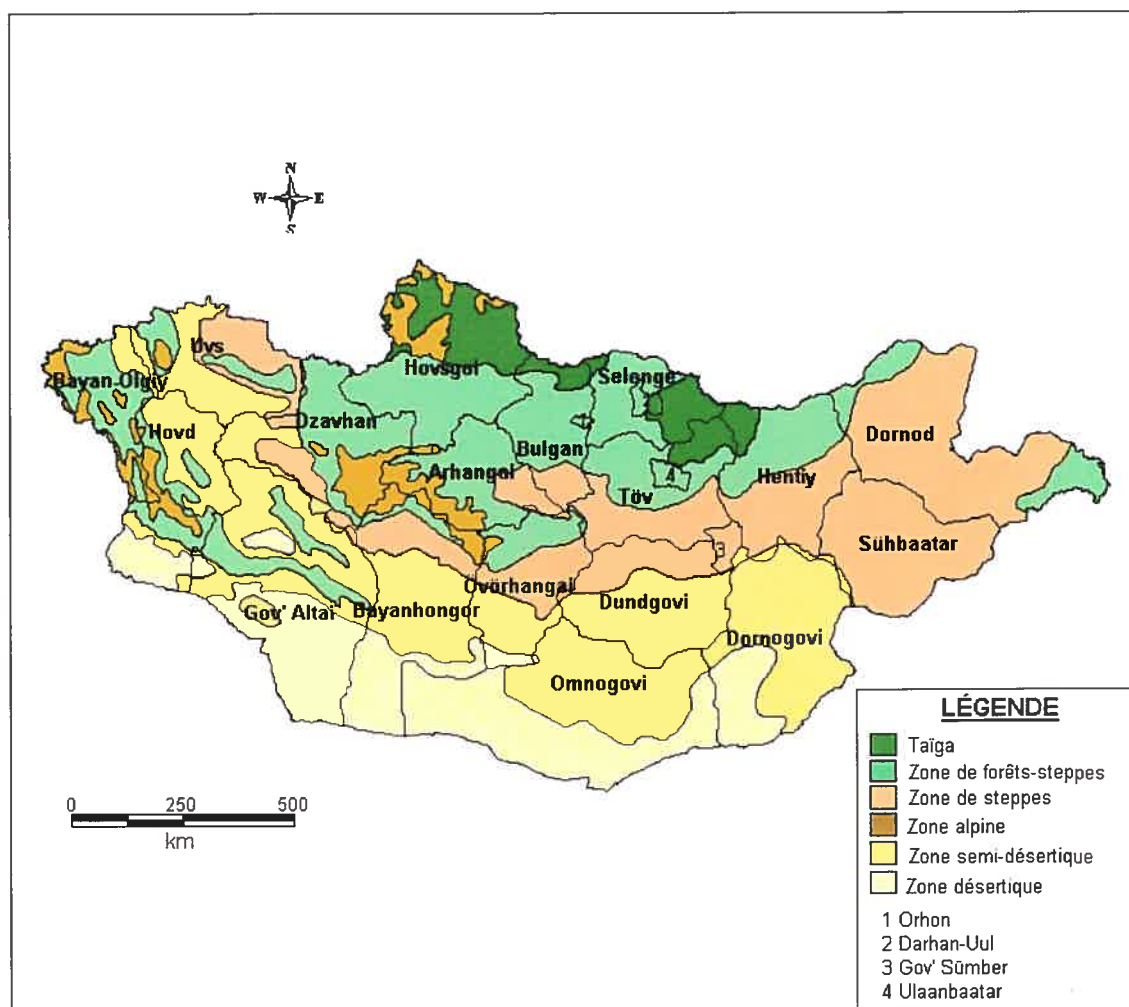 N
W E
S
Uvs
Bayan-Olgiy
Hovsgol
Selenge
Hovd
Dzavhan
Dornod
1
2
Bulgan
Arhangai
4
Hentiy
Töv
3
Sühbaatar
Övörhangai
Gov' Altai
Bayanhongor
Dundgovi
Dornogovi
Omnogovi
0 250 500
km
LÉGENDE
Taïga
Zone de forêts-steppes
Zone de steppes
Zone alpine
Zone semi-désertique
Zone désertique
1 Orhon
2 Darhan-Uul
3 Gov' Sümber
4 Ulaanbaatar